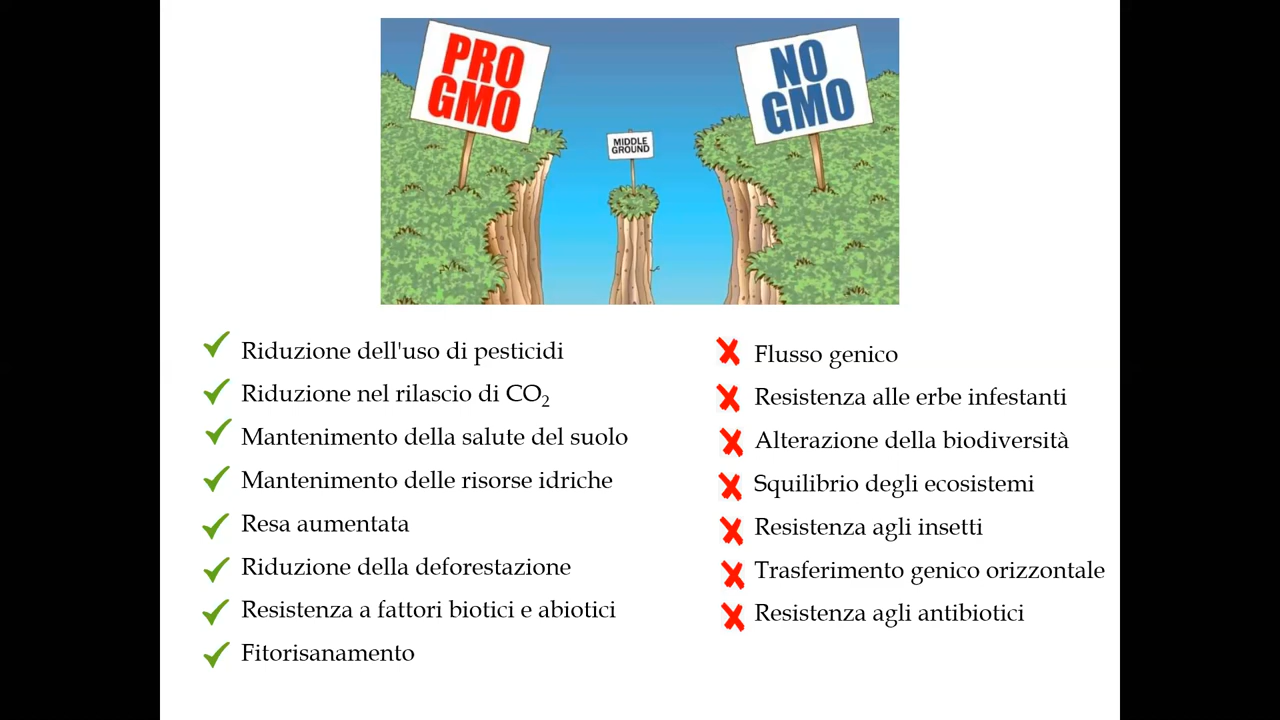 PRO
GMO
MIDDLE
GROUND
NO
GMO
Riduzione dell'uso di pesticidi
Riduzione nel rilascio di CO₂
Mantenimento della salute del suolo
Mantenimento delle risorse idriche
Resa aumentata
Riduzione della deforestazione
Resistenza a fattori biotici e abiotici
Fitorisanamento
Flusso genico
Resistenza alle erbe infestanti
Alterazione della biodiversità
Squilibrio degli ecosistemi
Resistenza agli insetti
Trasferimento genico orizzontale
Resistenza agli antibiotici